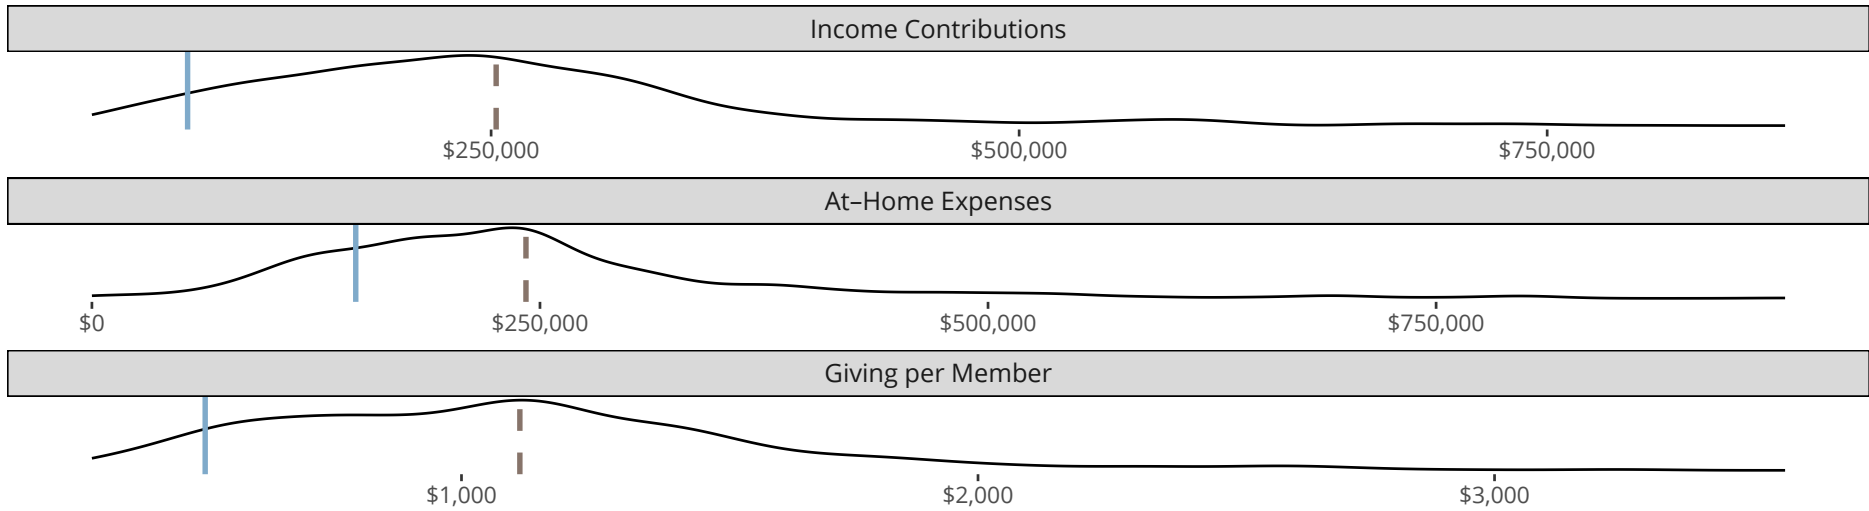 Income Contributions
$250,000 $500,000 $750,000
At–Home Expenses
$0 $250,000 $500,000 $750,000
Giving per Member
$1,000 $2,000 $3,000